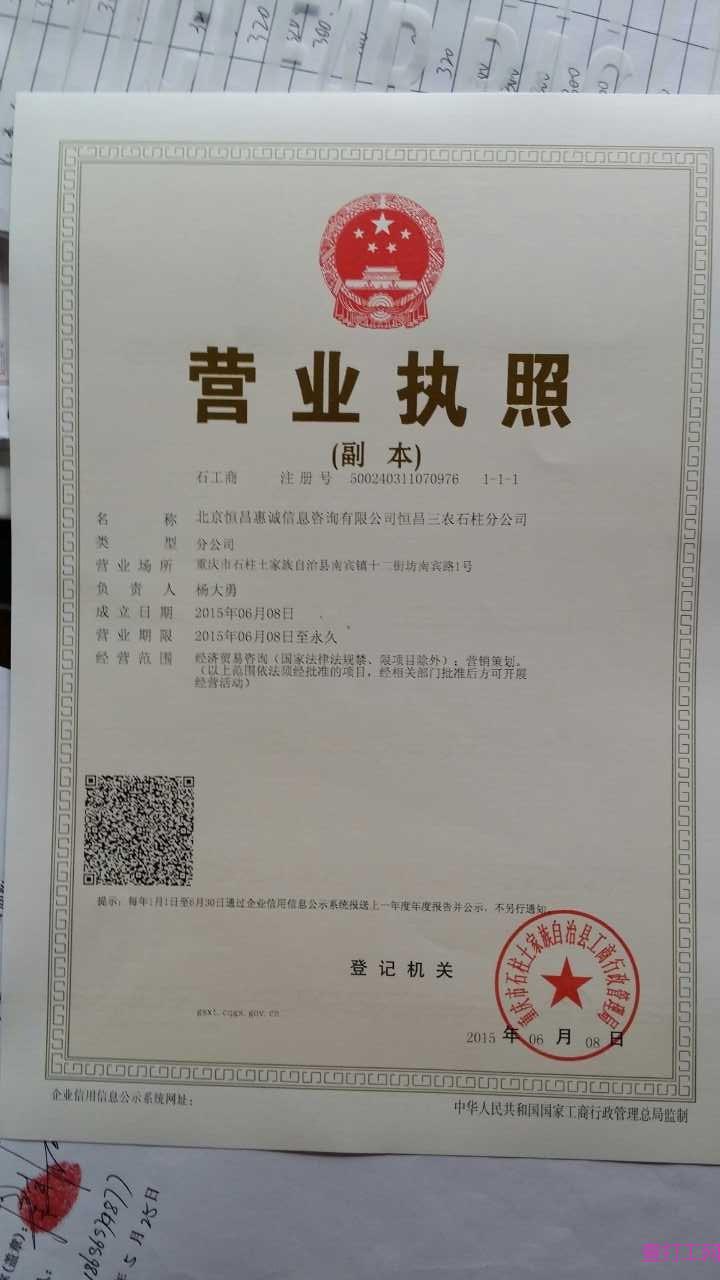 320
300
320
营业执照
(副 本)
石工商 注册号 500240311070976 1-1-1
名 称 北京恒昌惠诚信息咨询有限公司恒昌三农石柱分公司
类 型 分公司
营业场所 重庆市石柱土家族自治县南宾镇十二街坊南宾路1号
负 责 人 杨大勇
成立日期 2015年06月08日
营业期限 2015年06月08日至永久
经营范围 经济贸易咨询（国家法律法规禁、限项目除外）；营销策划。
（以上范围依法须经批准的项目，经相关部门批准后方可开展
经营活动）
提示：每年1月1日至6月30日通过企业信用信息公示系统报送上一年度年度报告并公示，不另行通知
登记机关
重庆市石柱土家族自治县工商行政管理局
gsxt.cqgs.gov.cn
2015 年 06 月 08 日
企业信用信息公示系统网址：
中华人民共和国国家工商行政管理总局监制
5月25日